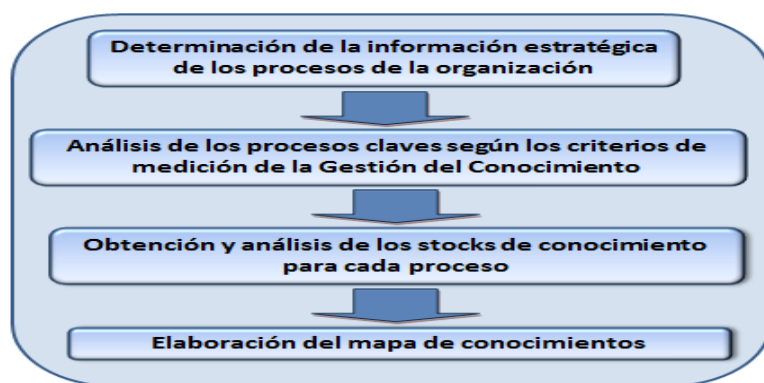 Determinación de la información estratégica
de los procesos de la organización
Análisis de los procesos claves según los criterios de
medición de la Gestión del Conocimiento
Obtención y análisis de los stocks de conocimiento
para cada proceso
Elaboración del mapa de conocimientos